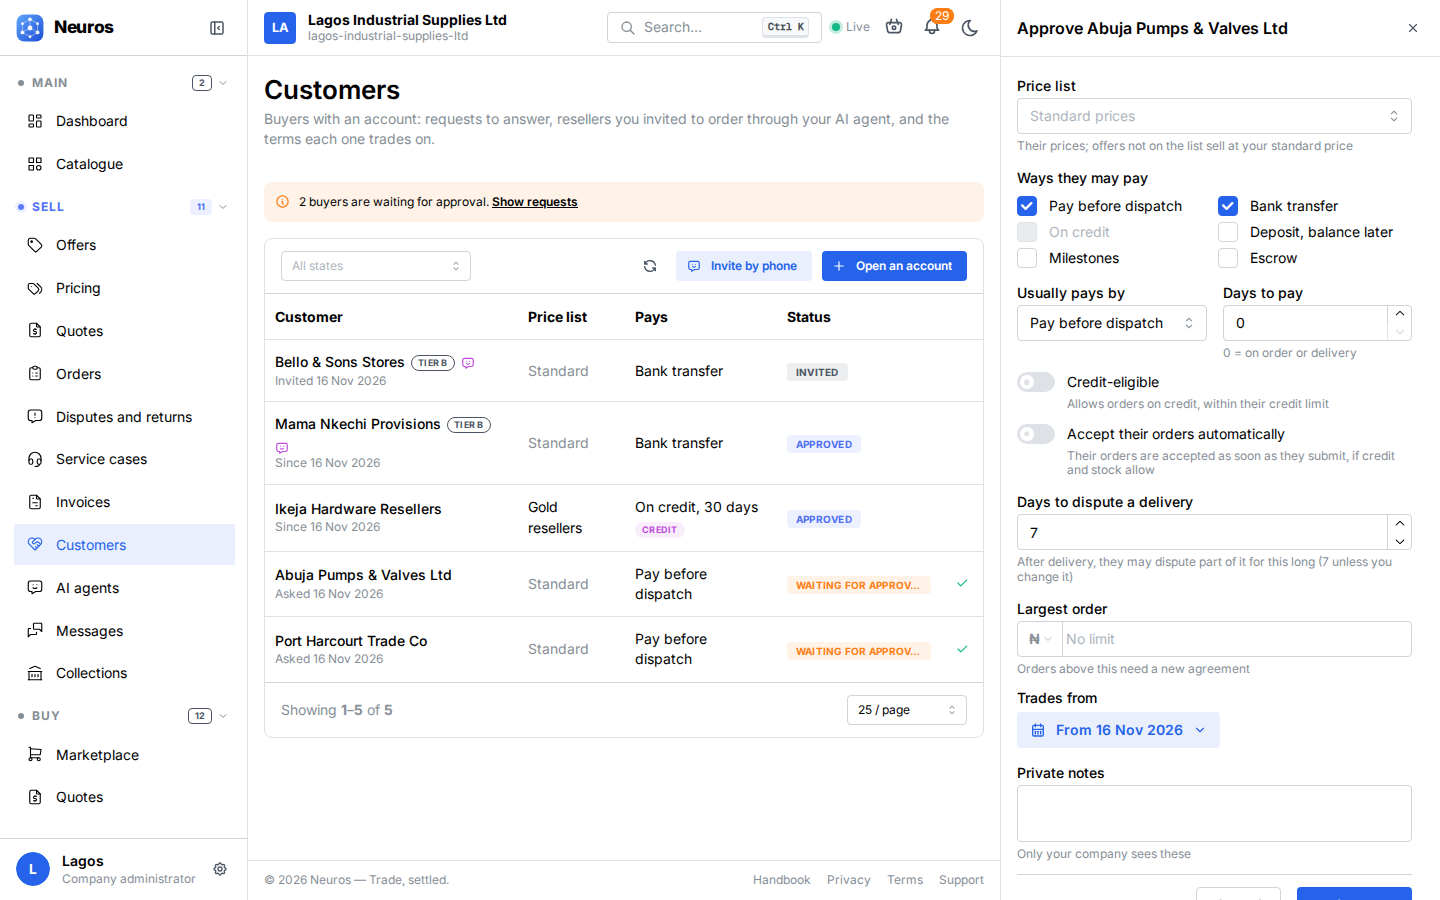 Neuros
MAIN
2
Dashboard
Catalogue
SELL
11
Offers
Pricing
Quotes
Orders
Disputes and returns
Service cases
Invoices
Customers
AI agents
Messages
Collections
BUY
12
Marketplace
Quotes
L
Lagos
Company administrator
LA
Lagos Industrial Supplies Ltd
lagos-industrial-supplies-ltd
Search...
Ctrl K
Live
29
Customers
Buyers with an account: requests to answer, resellers you invited to order through your AI agent, and the
terms each one trades on.
2 buyers are waiting for approval. Show requests
All states
Invite by phone
Open an account
Customer Price list Pays Status
Bello & Sons Stores TIER B
Invited 16 Nov 2026
Standard
Bank transfer
INVITED
Mama Nkechi Provisions TIER B
Since 16 Nov 2026
Standard
Bank transfer
APPROVED
Ikeja Hardware Resellers
Since 16 Nov 2026
Gold
resellers
On credit, 30 days
CREDIT
APPROVED
Abuja Pumps & Valves Ltd
Asked 16 Nov 2026
Standard
Pay before
dispatch
WAITING FOR APPROV...
Port Harcourt Trade Co
Asked 16 Nov 2026
Standard
Pay before
dispatch
WAITING FOR APPROV...
Showing 1–5 of 5
25 / page
© 2026 Neuros — Trade, settled.
Handbook Privacy Terms Support
Approve Abuja Pumps & Valves Ltd
Price list
Standard prices
Their prices; offers not on the list sell at your standard price
Ways they may pay
Pay before dispatch
Bank transfer
On credit
Deposit, balance later
Milestones
Escrow
Usually pays by
Pay before dispatch
Days to pay
0
0 = on order or delivery
Credit-eligible
Allows orders on credit, within their credit limit
Accept their orders automatically
Their orders are accepted as soon as they submit, if credit
and stock allow
Days to dispute a delivery
7
After delivery, they may dispute part of it for this long (7 unless you
change it)
Largest order
₦
No limit
Orders above this need a new agreement
Trades from
From 16 Nov 2026
Private notes
Only your company sees these